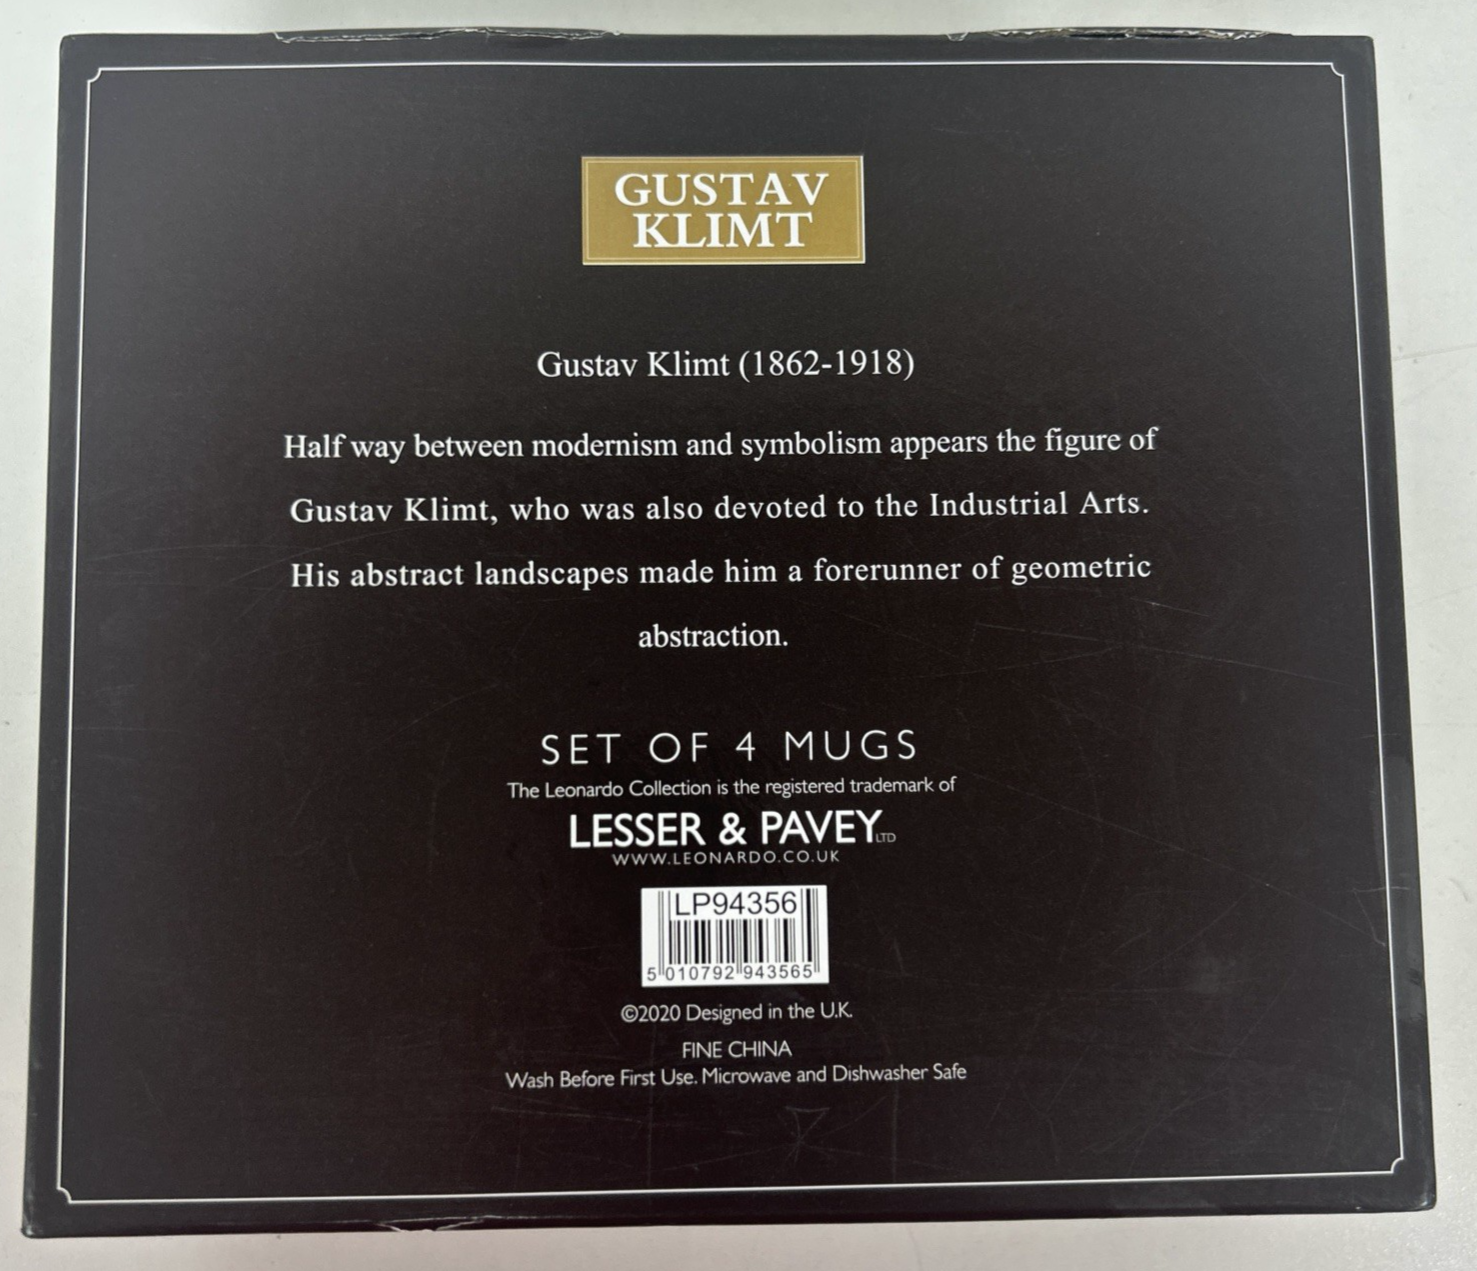 GUSTAV
KLIMT
Gustav Klimt (1862-1918)
Half way between modernism and symbolism appears the figure of
Gustav Klimt, who was also devoted to the Industrial Arts.
His abstract landscapes made him a forerunner of geometric
abstraction.
SET OF 4 MUGS
The Leonardo Collection is the registered trademark of
LESSER & PAVEY LTD
WWW.LEONARDO.CO.UK
LP94356
5 010792 943565
©2020 Designed in the U.K.
FINE CHINA
Wash Before First Use. Microwave and Dishwasher Safe